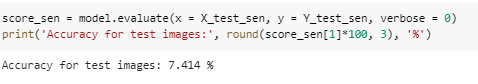 score_sen = model.evaluate(x = X_test_sen, y = Y_test_sen, verbose = 0)
print('Accuracy for test images:', round(score_sen[1]*100, 3), '%')
Accuracy for test images: 7.414 %